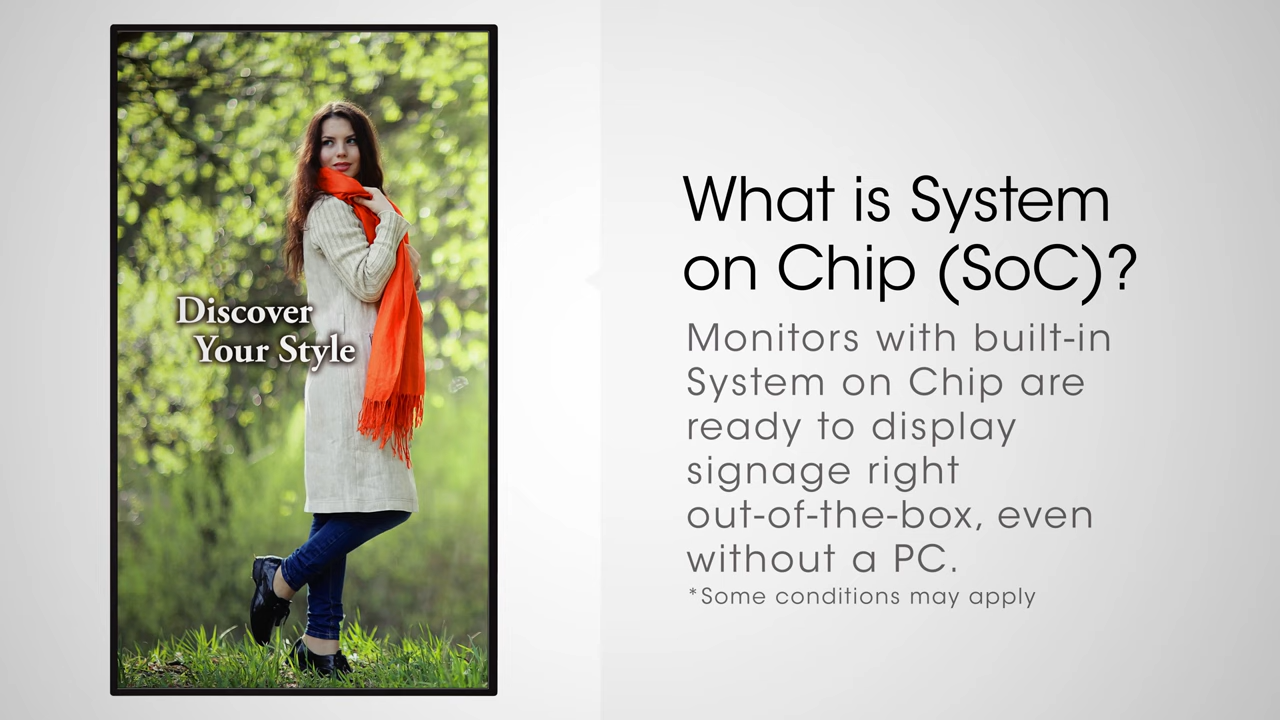 Discover
Your Style
What is System
on Chip (SoC)?
Monitors with built-in
System on Chip are
ready to display
signage right
out-of-the-box, even
without a PC.
*Some conditions may apply